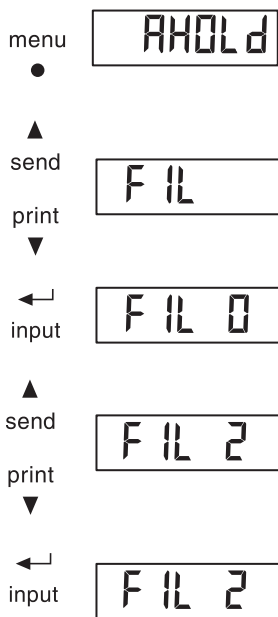 menu
AHOLd
send
FIL
print
input
FIL 0
send
FIL 2
print
input
FIL 2